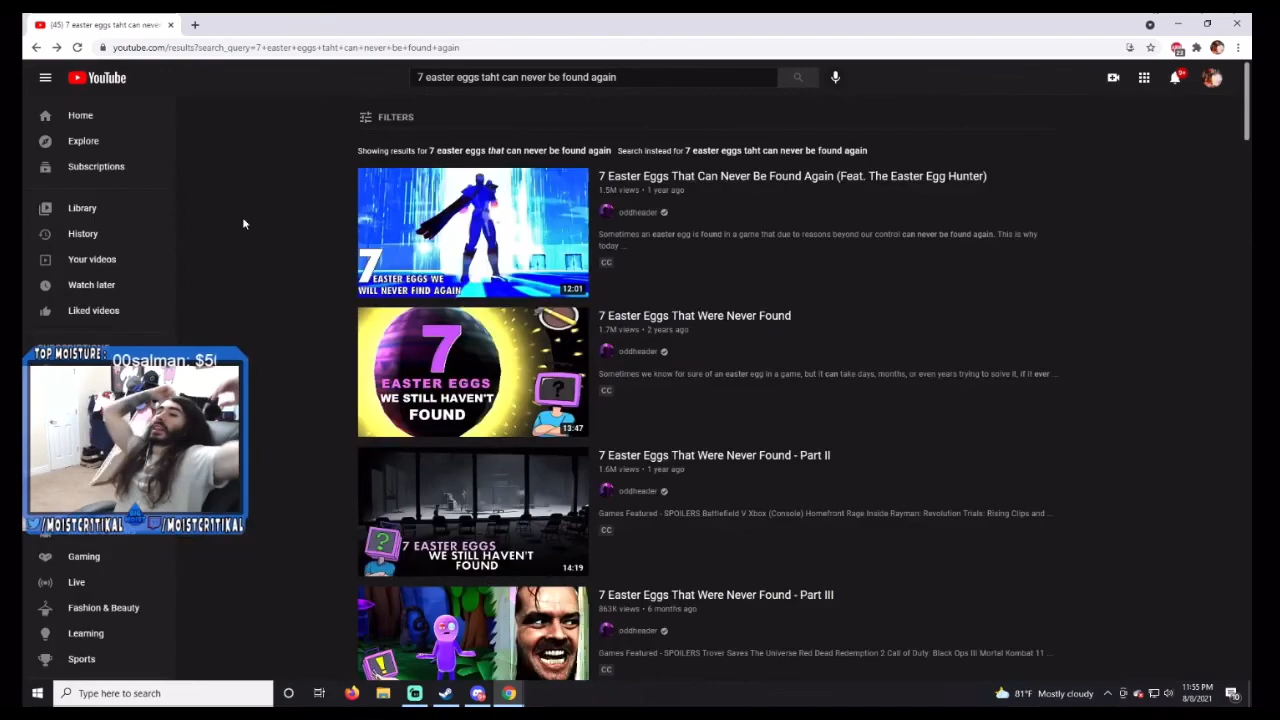 (45) 7 easter eggs taht can never
youtube.com/results?search_query=7+easter+eggs+taht+can+never+be+found+again
23
YouTube
7 easter eggs taht can never be found again
9+
Home
Explore
Subscriptions
Library
History
Your videos
Watch later
Liked videos
TOP MOISTURE :
00salman: $5
/MOISTCR1TIKAL
/MOISTCR1TIKAL
Gaming
Live
Fashion & Beauty
Learning
Sports
FILTERS
Showing results for 7 easter eggs that can never be found again Search instead for 7 easter eggs taht can never be found again
7 EASTER EGGS WE
WILL NEVER FIND AGAIN
12:01
7 Easter Eggs That Can Never Be Found Again (Feat. The Easter Egg Hunter)
1.5M views • 1 year ago
oddheader
Sometimes an easter egg is found in a game that due to reasons beyond our control can never be found again. This is why
today ...
CC
7
EASTER EGGS
WE STILL HAVEN'T
FOUND
?
13:47
7 Easter Eggs That Were Never Found
1.7M views • 2 years ago
oddheader
Sometimes we know for sure of an easter egg in a game, but it can take days, months, or even years trying to solve it, if it ever ...
CC
?
7 EASTER EGGS
WE STILL HAVEN'T
FOUND
14:19
7 Easter Eggs That Were Never Found - Part II
1.6M views • 1 year ago
oddheader
Games Featured - SPOILERS Battlefield V Xbox (Console) Homefront Rage Inside Rayman: Revolution Trials: Rising Clips and ...
CC
!
7 Easter Eggs That Were Never Found - Part III
863K views • 6 months ago
oddheader
Games Featured - SPOILERS Trover Saves The Universe Red Dead Redemption 2 Call of Duty: Black Ops III Mortal Kombat 11 ...
CC
Type here to search
81°F Mostly cloudy
11:55 PM
8/8/2021